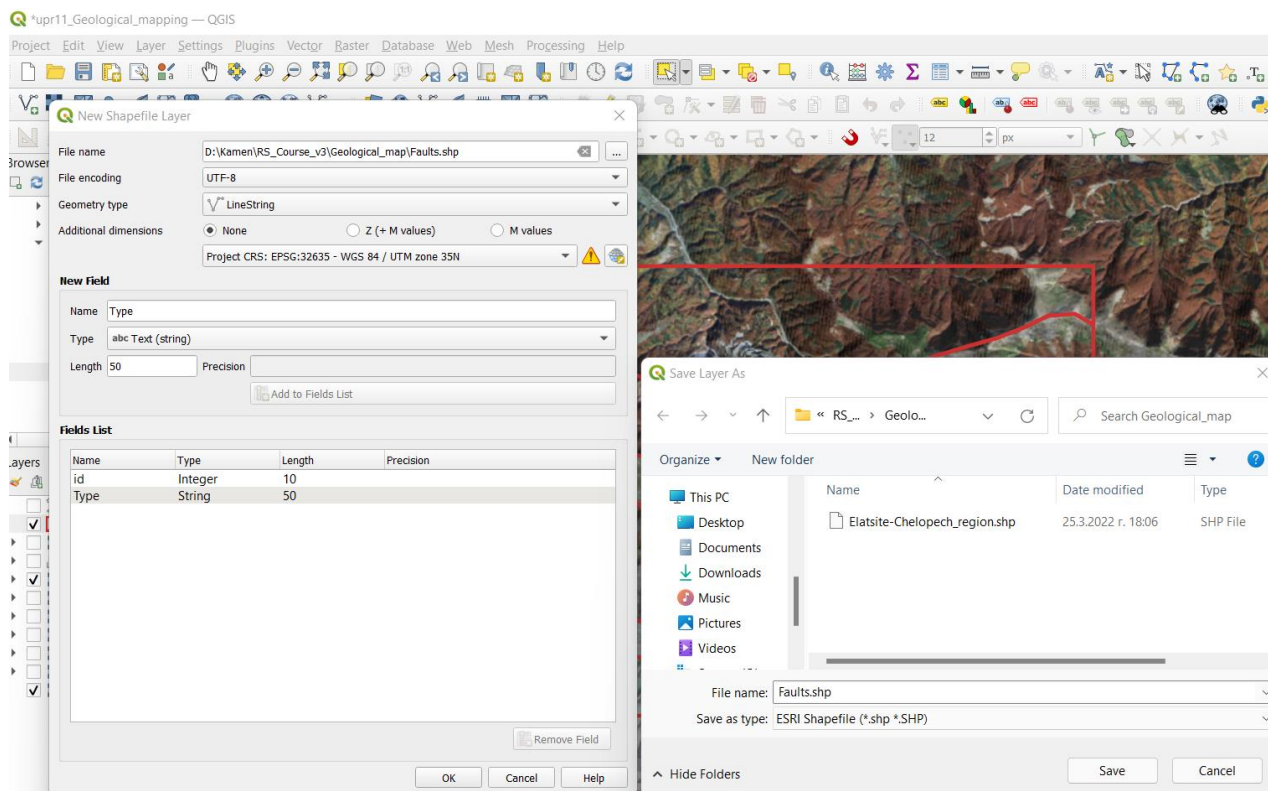 *upr11_Geological_mapping — QGIS
Project Edit View Layer Settings Plugins Vector Raster Database Web Mesh Processing Help
New Shapefile Layer
File name D:\Kamen\RS_Course_v3\Geological_map\Faults.shp ...
File encoding UTF-8
Geometry type LineString
Additional dimensions None Z (+ M values) M values
Project CRS: EPSG:32635 - WGS 84 / UTM zone 35N
New Field
Name Type
Type abc Text (string)
Length 50 Precision
Add to Fields List
Fields List
Name Type Length Precision
id Integer 10
Type String 50
Remove Field
OK Cancel Help
Browser
Layers
abc ab abc
12 px
Save Layer As
« RS_... › Geolo... Search Geological_map
Organize New folder
This PC
Desktop
Documents
Downloads
Music
Pictures
Videos
Name Date modified Type
Elatsite-Chelopech_region.shp 25.3.2022 г. 18:06 SHP File
File name: Faults.shp
Save as type: ESRI Shapefile (*.shp *.SHP)
Hide Folders Save Cancel